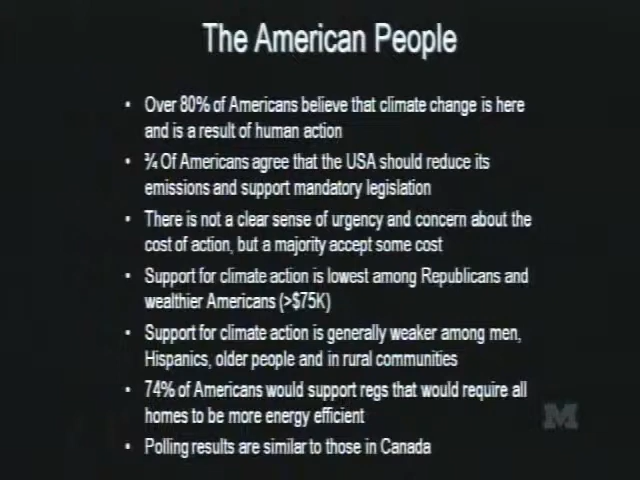 The American People
• Over 80% of Americans believe that climate change is here
and is a result of human action
• ¾ Of Americans agree that the USA should reduce its
emissions and support mandatory legislation
• There is not a clear sense of urgency and concern about the
cost of action, but a majority accept some cost
• Support for climate action is lowest among Republicans and
wealthier Americans (>$75K)
• Support for climate action is generally weaker among men,
Hispanics, older people and in rural communities
• 74% of Americans would support regs that would require all
homes to be more energy efficient
• Polling results are similar to those in Canada
M